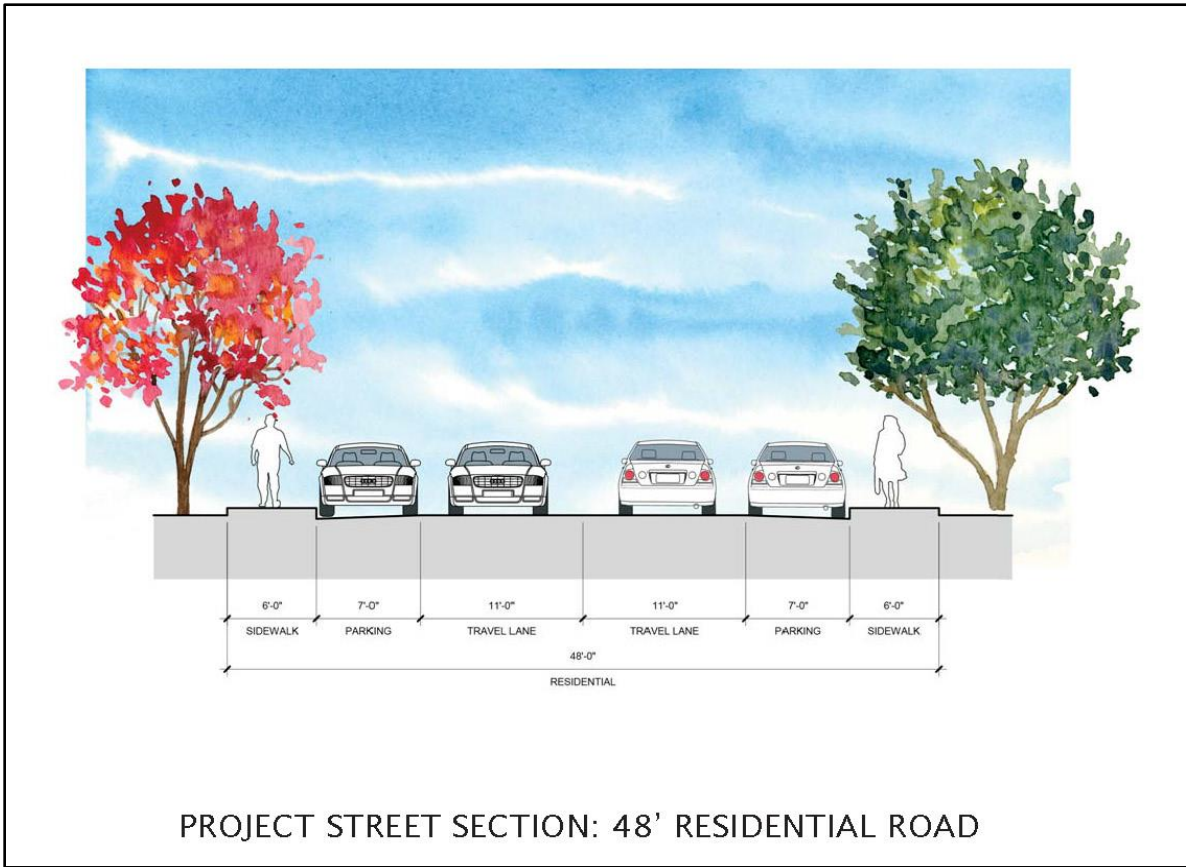 6'-0" 7'-0" 11'-0" 11'-0" 7'-0" 6'-0"
SIDEWALK PARKING TRAVEL LANE TRAVEL LANE PARKING SIDEWALK
48'-0"
RESIDENTIAL
PROJECT STREET SECTION: 48’ RESIDENTIAL ROAD